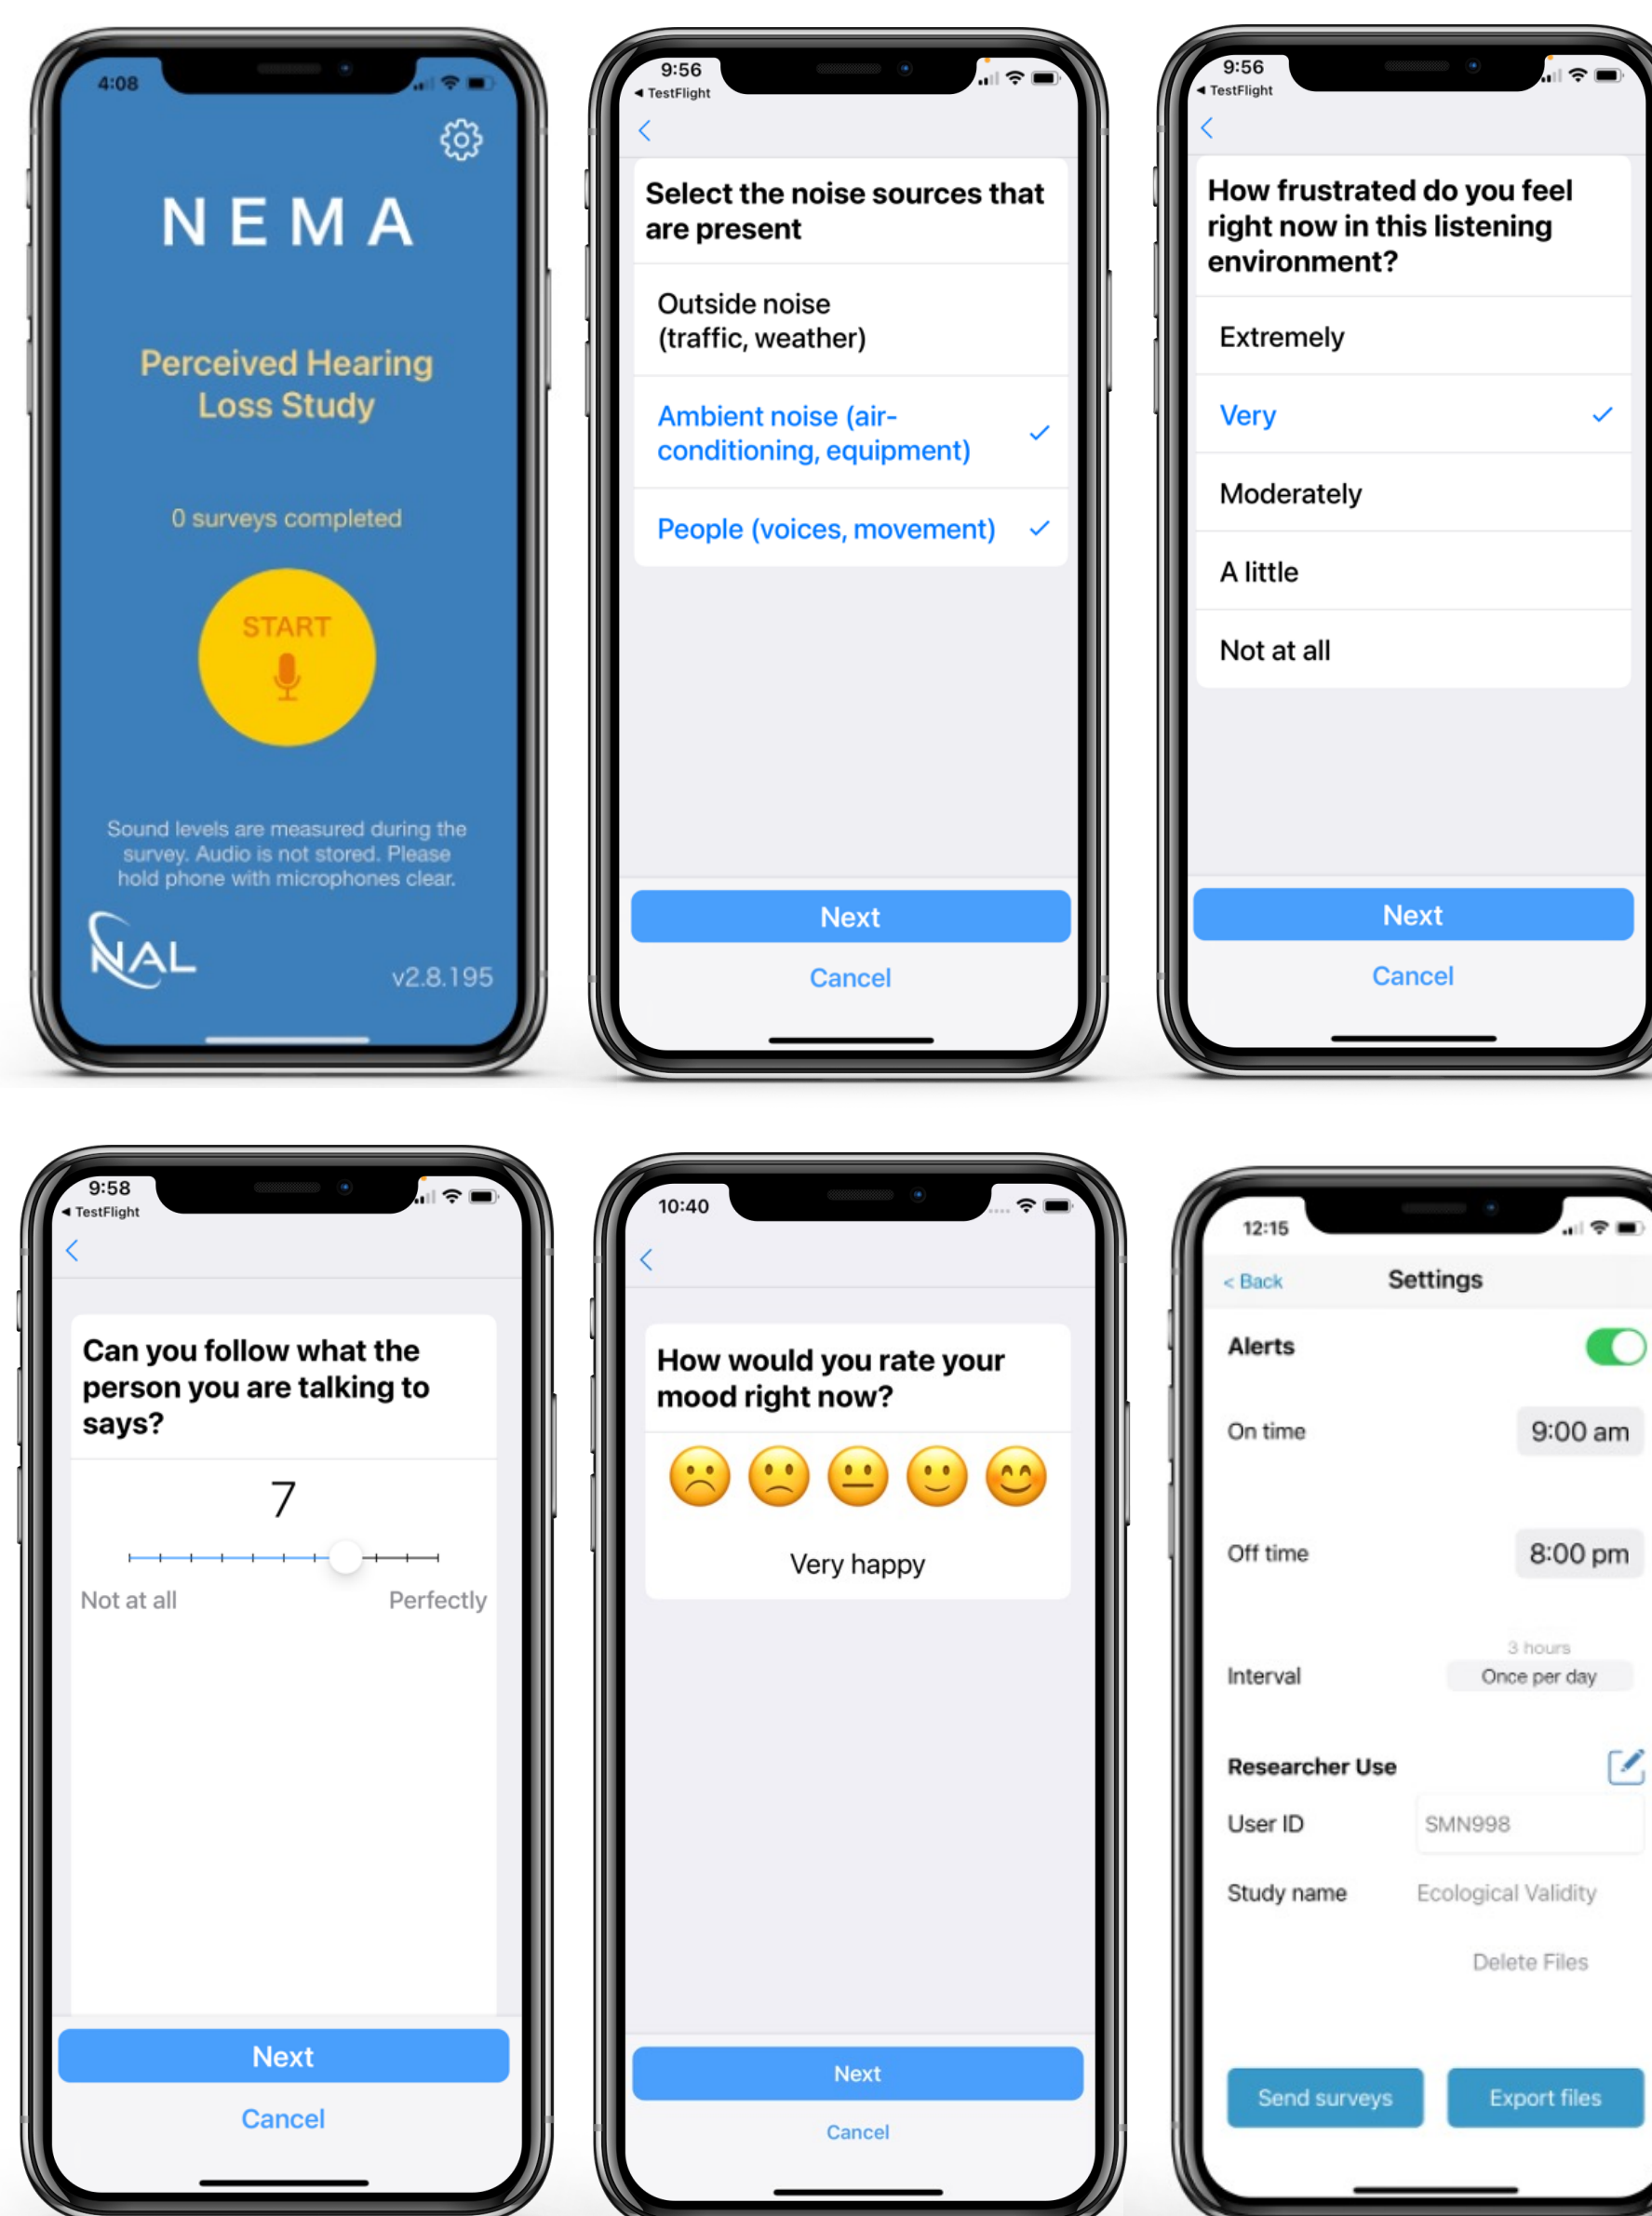 4:08
NEMA
Perceived Hearing
Loss Study
0 surveys completed
START
Sound levels are measured during the
survey. Audio is not stored. Please
hold phone with microphones clear.
NAL
v2.8.195
9:56
◀ TestFlight
Select the noise sources that
are present
Outside noise
(traffic, weather)
Ambient noise (air-
conditioning, equipment)
People (voices, movement)
Next
Cancel
9:56
◀ TestFlight
How frustrated do you feel
right now in this listening
environment?
Extremely
Very
Moderately
A little
Not at all
Next
Cancel
9:58
◀ TestFlight
Can you follow what the
person you are talking to
says?
7
Not at all Perfectly
Next
Cancel
10:40
How would you rate your
mood right now?
Very happy
Next
Cancel
12:15
< Back Settings
Alerts
On time 9:00 am
Off time 8:00 pm
3 hours
Interval Once per day
Researcher Use
User ID SMN998
Study name Ecological Validity
Delete Files
Send surveys Export files